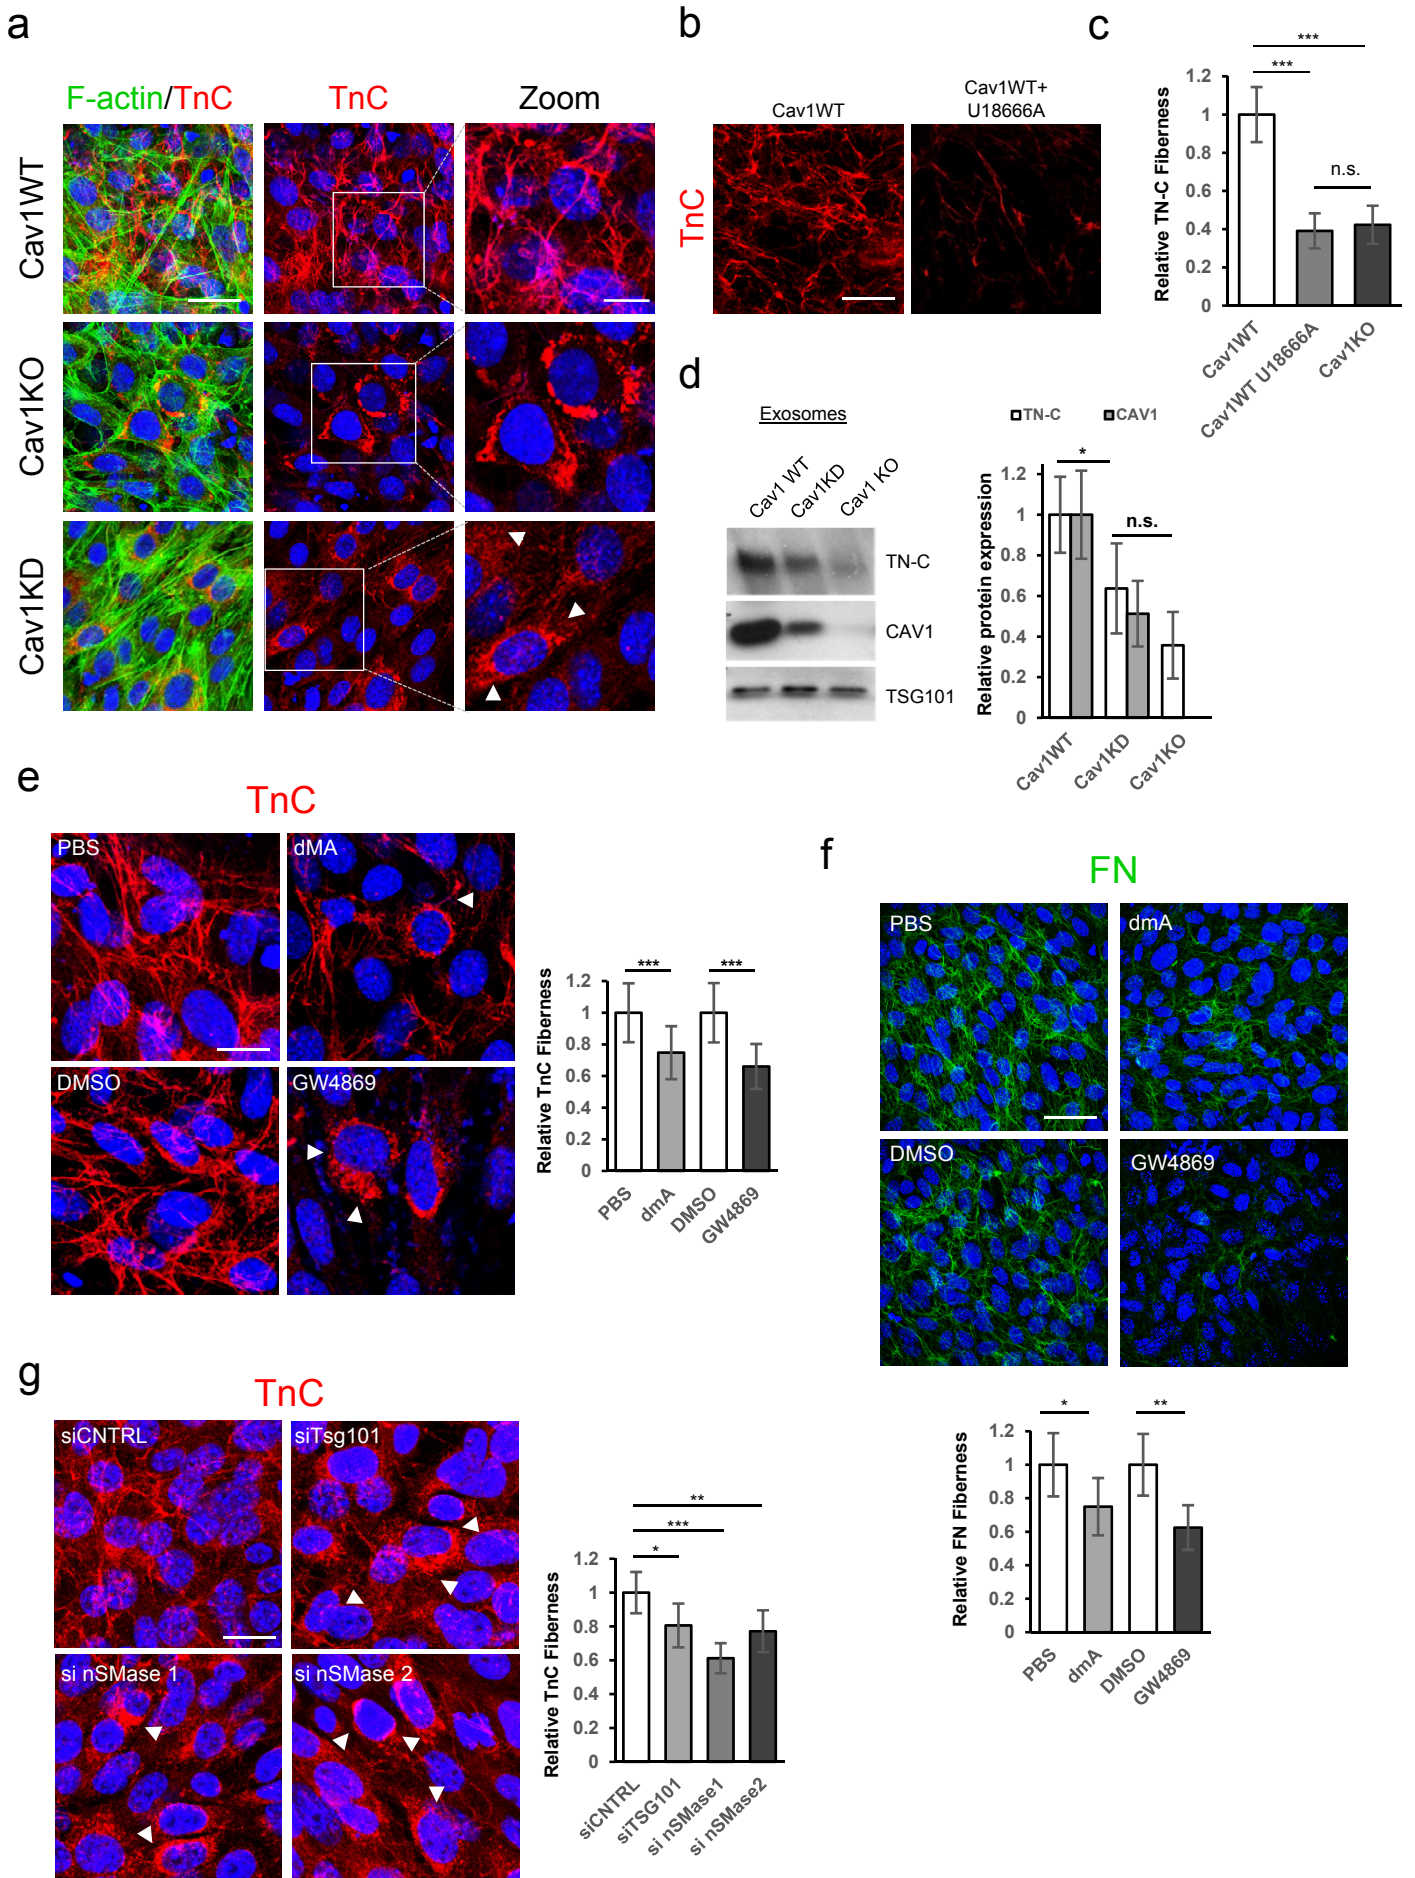 a
F-actin/TnC
TnC
Zoom
Cav1WT
Cav1KO
Cav1KD
b
Cav1WT
Cav1WT+
U18666A
TnC
c
***
***
n.s.
Relative TN-C Fiberness
1.2
1
0.8
0.6
0.4
0.2
0
Cav1WT
Cav1WT U18666A
Cav1KO
d
Exosomes
Cav1 WT
Cav1KD
Cav1 KO
TN-C
CAV1
TSG101
TN-C
CAV1
*
n.s.
Relative protein expression
1.2
1
0.8
0.6
0.4
0.2
0
Cav1WT
Cav1KD
Cav1KO
e
TnC
PBS
dMA
DMSO
GW4869
***
***
Relative TnC Fiberness
1.2
1
0.8
0.6
0.4
0.2
0
PBS
dmA
DMSO
GW4869
f
FN
PBS
dmA
DMSO
GW4869
*
**
Relative FN Fiberness
1.2
1
0.8
0.6
0.4
0.2
0
PBS
dmA
DMSO
GW4869
g
TnC
siCNTRL
siTsg101
si nSMase 1
si nSMase 2
**
***
*
Relative TnC Fiberness
1.2
1
0.8
0.6
0.4
0.2
0
siCNTRL
siTSG101
si nSMase1
si nSMase2